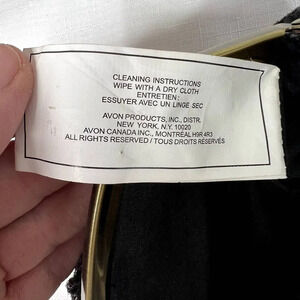 CLEANING INSTRUCTIONS
WIPE WITH A DRY CLOTH
ENTRETIEN:
ESSUYER AVEC UN LINGE SEC
AVON PRODUCTS, INC., DISTR.
NEW YORK, N.Y. 10020
AVON CANADA INC., MONTRÉAL H9R 4R3
ALL RIGHTS RESERVED / TOUS DROITS RÉSERVÉS